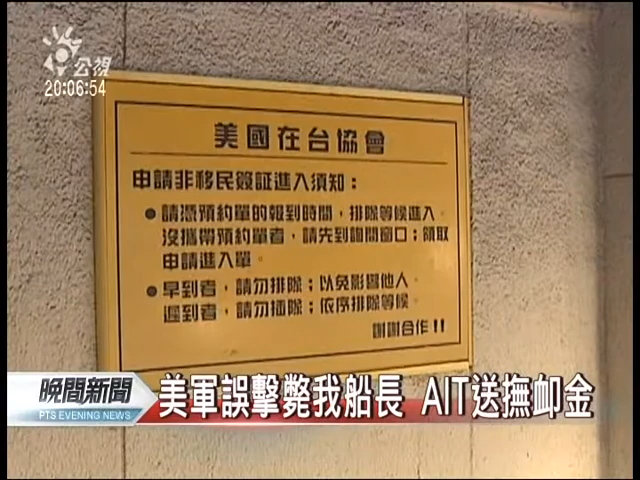 公視
20:06:54
美國在台協會
申請非移民簽証進入須知：
●請憑預約單的報到時間，排隊等候進入。
沒攜帶預約單者，請先到詢問窗口；領取
申請進入單。
●早到者，請勿排隊；以免影響他人。
遲到者，請勿插隊；依序排隊等候。
謝謝合作!!
晚間新聞
PTS EVENING NEWS
美軍誤擊斃我船長 AIT送撫卹金